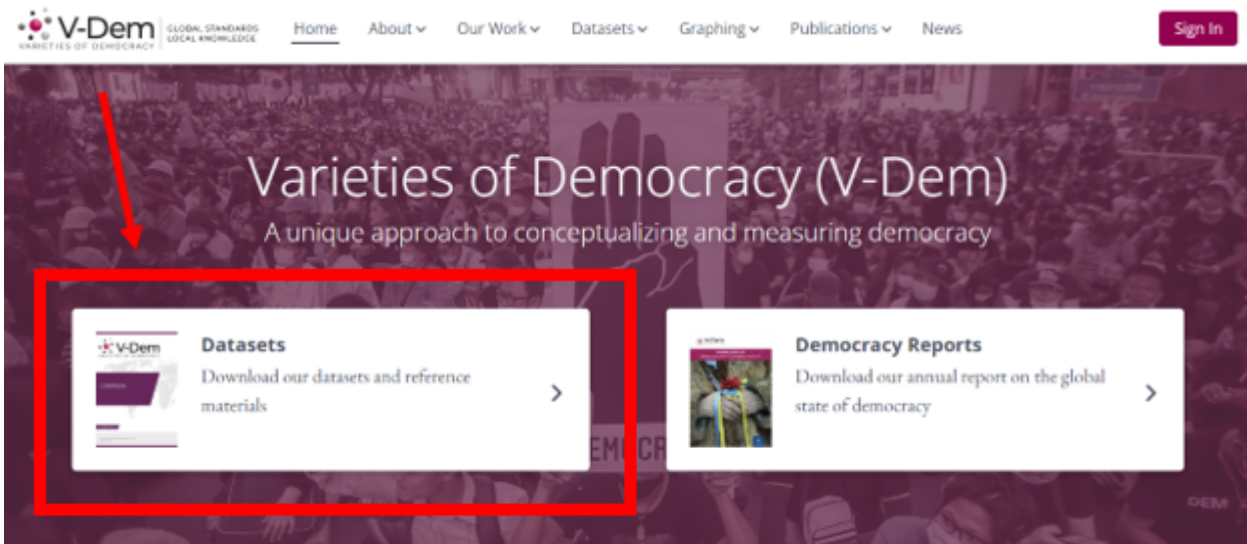 V-Dem
VARIETIES OF DEMOCRACY
GLOBAL STANDARDS
LOCAL KNOWLEDGE
Home
About
Our Work
Datasets
Graphing
Publications
News
Sign In
Varieties of Democracy (V-Dem)
A unique approach to conceptualizing and measuring democracy
V-Dem
Datasets
Download our datasets and reference
materials
Democracy Reports
Download our annual report on the global
state of democracy
EMOCR
DEM